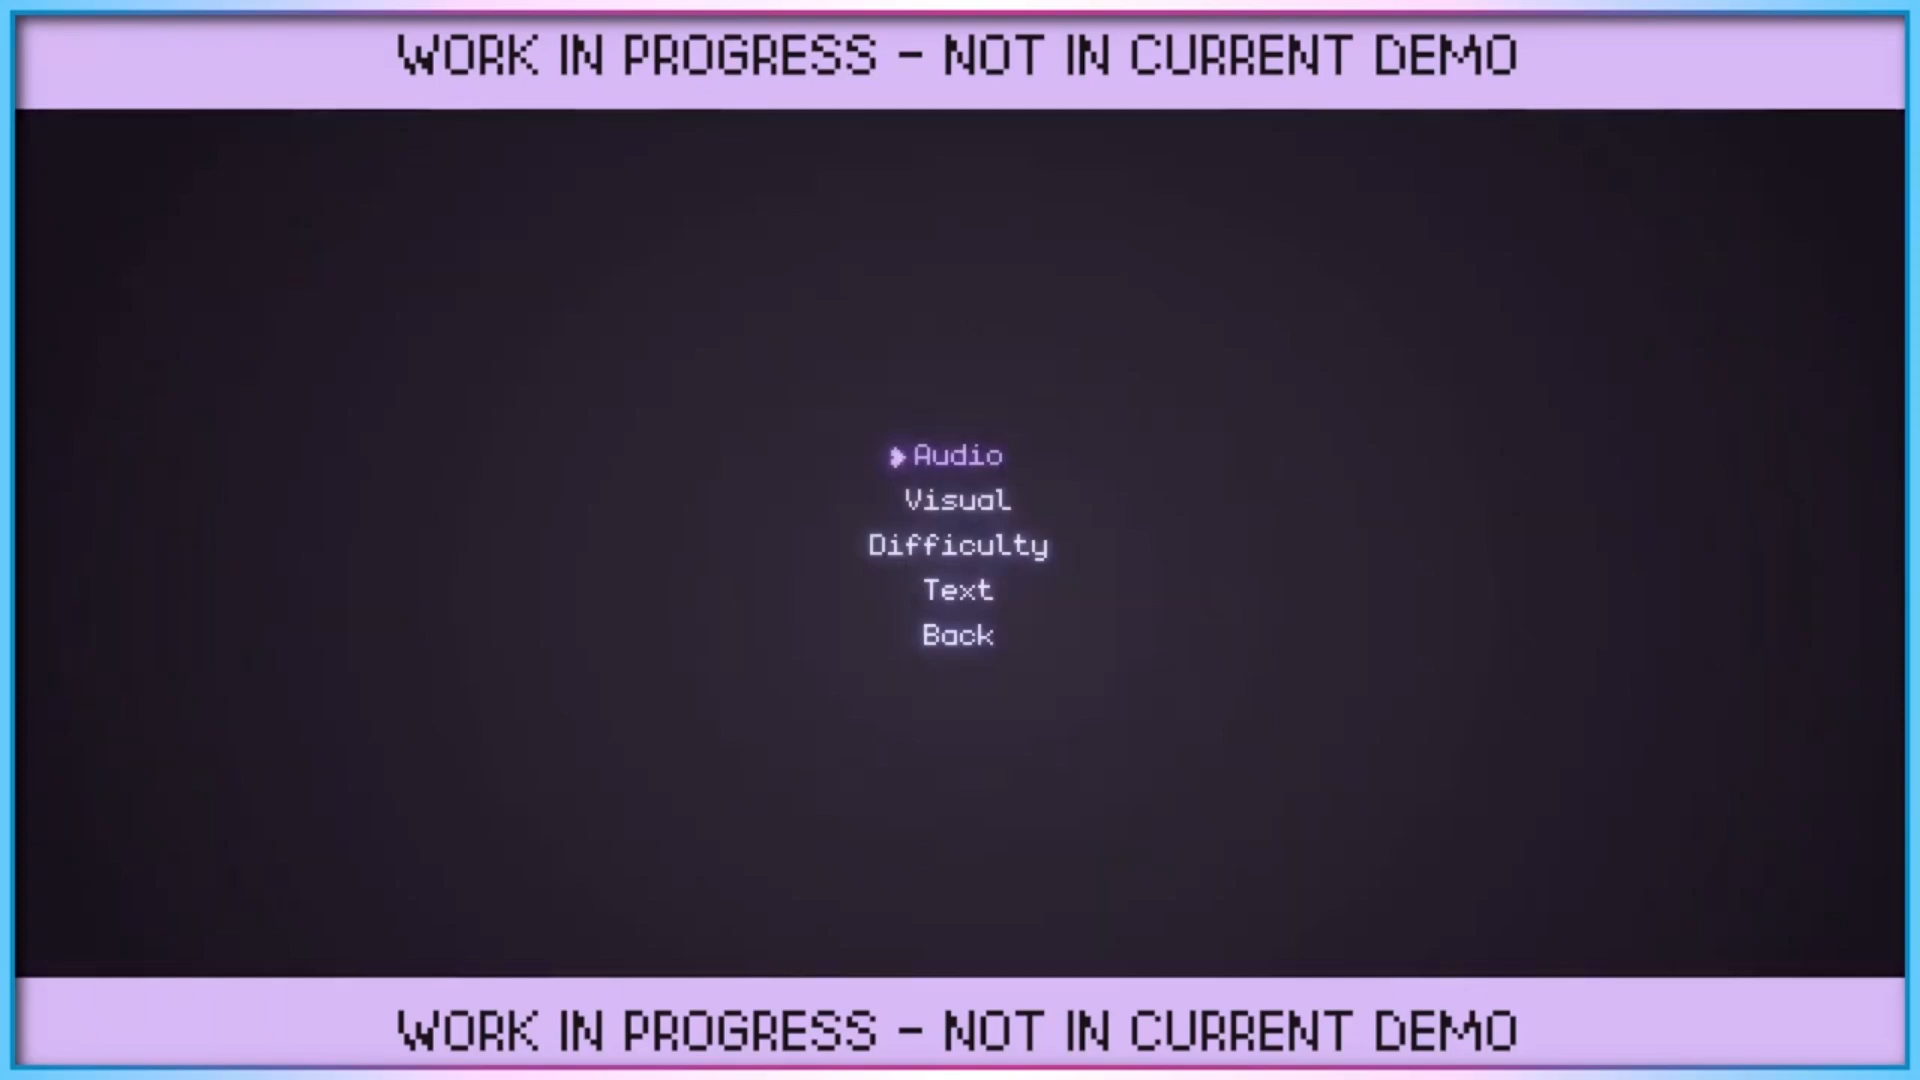 WORK IN PROGRESS - NOT IN CURRENT DEMO
Audio
Visual
Difficulty
Text
Back
WORK IN PROGRESS - NOT IN CURRENT DEMO